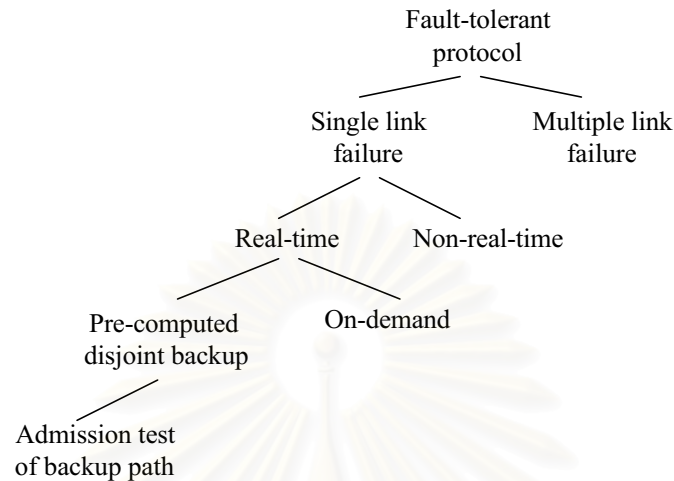 Fault-tolerant
protocol
Single link
failure
Multiple link
failure
Real-time
Non-real-time
Pre-computed
disjoint backup
On-demand
Admission test
of backup path